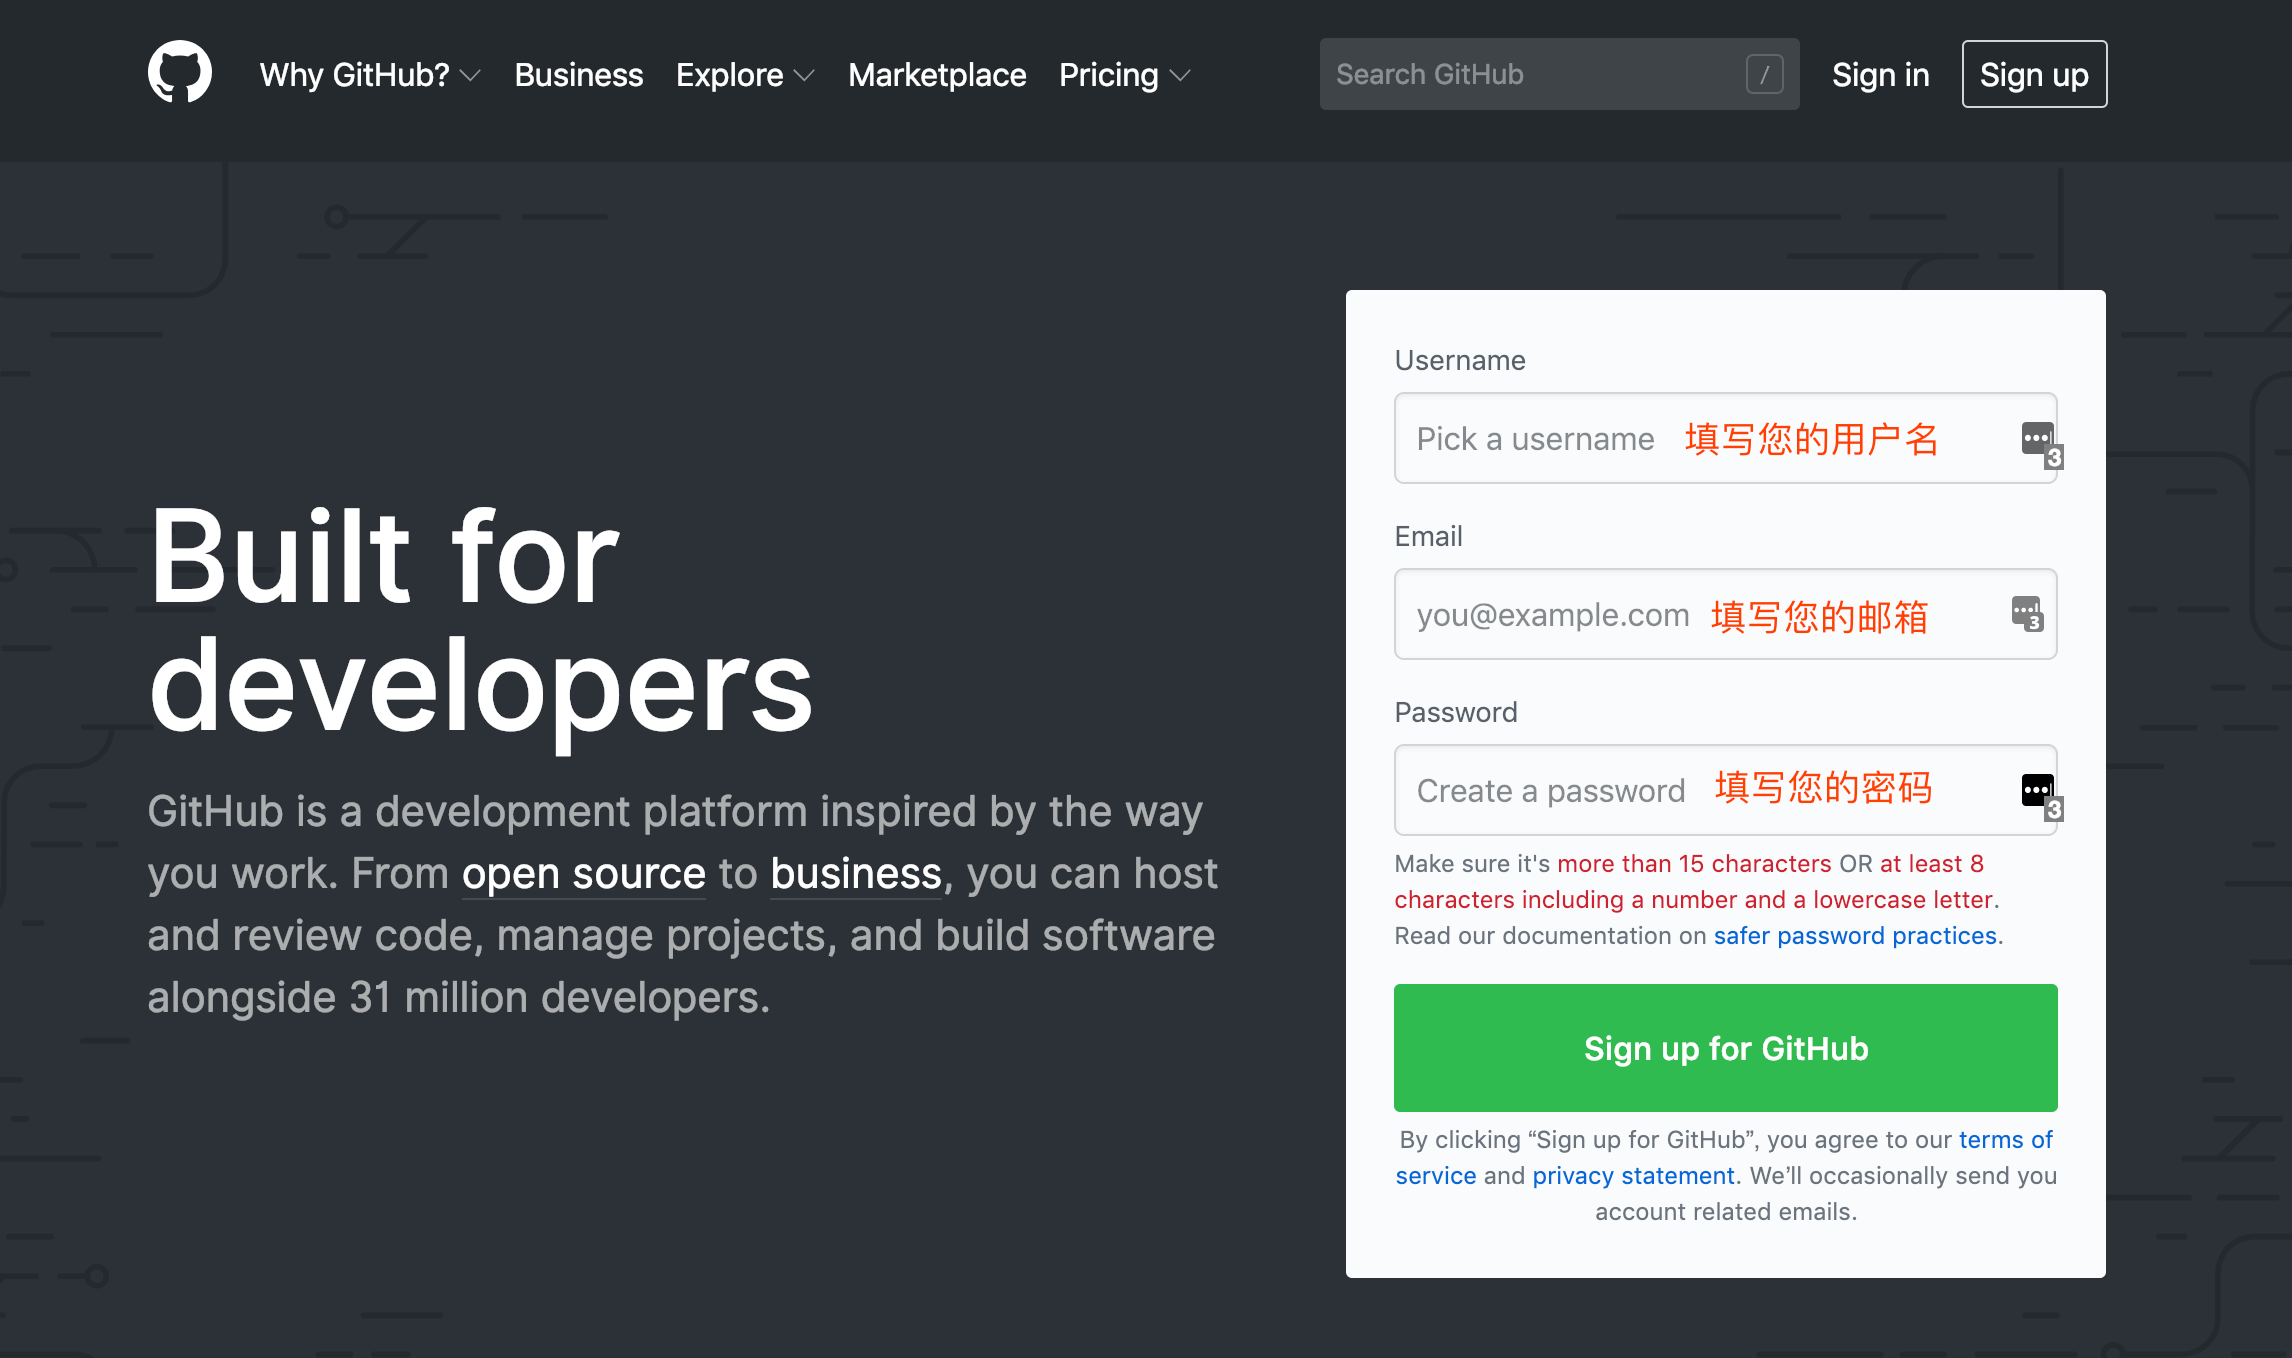 Why GitHub? Business Explore Marketplace Pricing Search GitHub / Sign in Sign up
Built for
developers
GitHub is a development platform inspired by the way
you work. From open source to business, you can host
and review code, manage projects, and build software
alongside 31 million developers.
Username
Pick a username 填写您的用户名 3
Email
you@example.com 填写您的邮箱 3
Password
Create a password 填写您的密码 3
Make sure it's more than 15 characters OR at least 8
characters including a number and a lowercase letter.
Read our documentation on safer password practices.
Sign up for GitHub
By clicking “Sign up for GitHub”, you agree to our terms of
service and privacy statement. We’ll occasionally send you
account related emails.